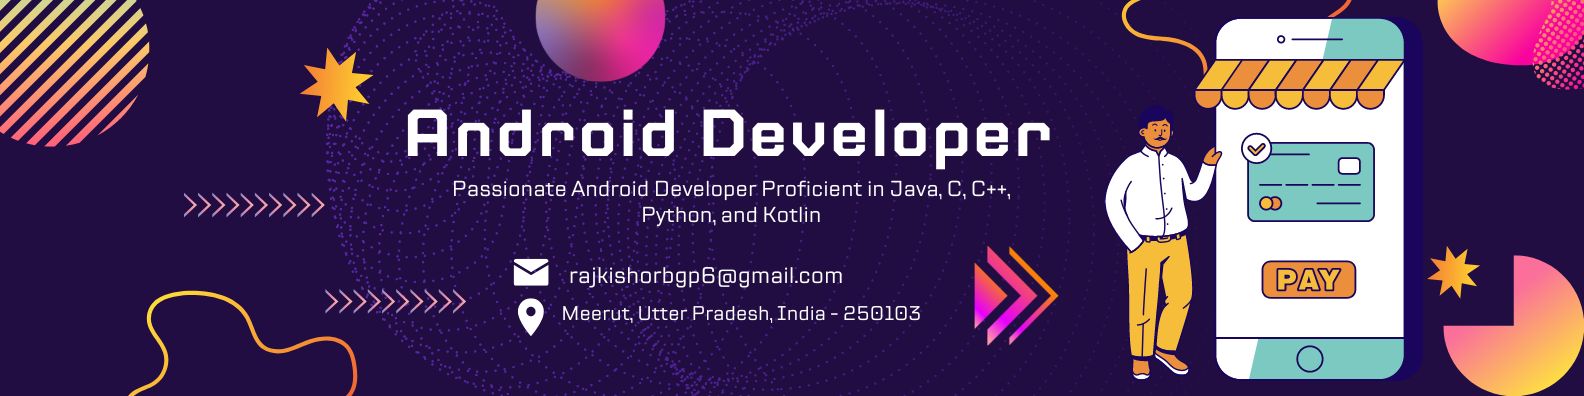 Android Developer
Passionate Android Developer Proficient in Java, C, C++,
Python, and Kotlin
rajkishorbgp6@gmail.com
Meerut, Utter Pradesh, India - 250103
PAY